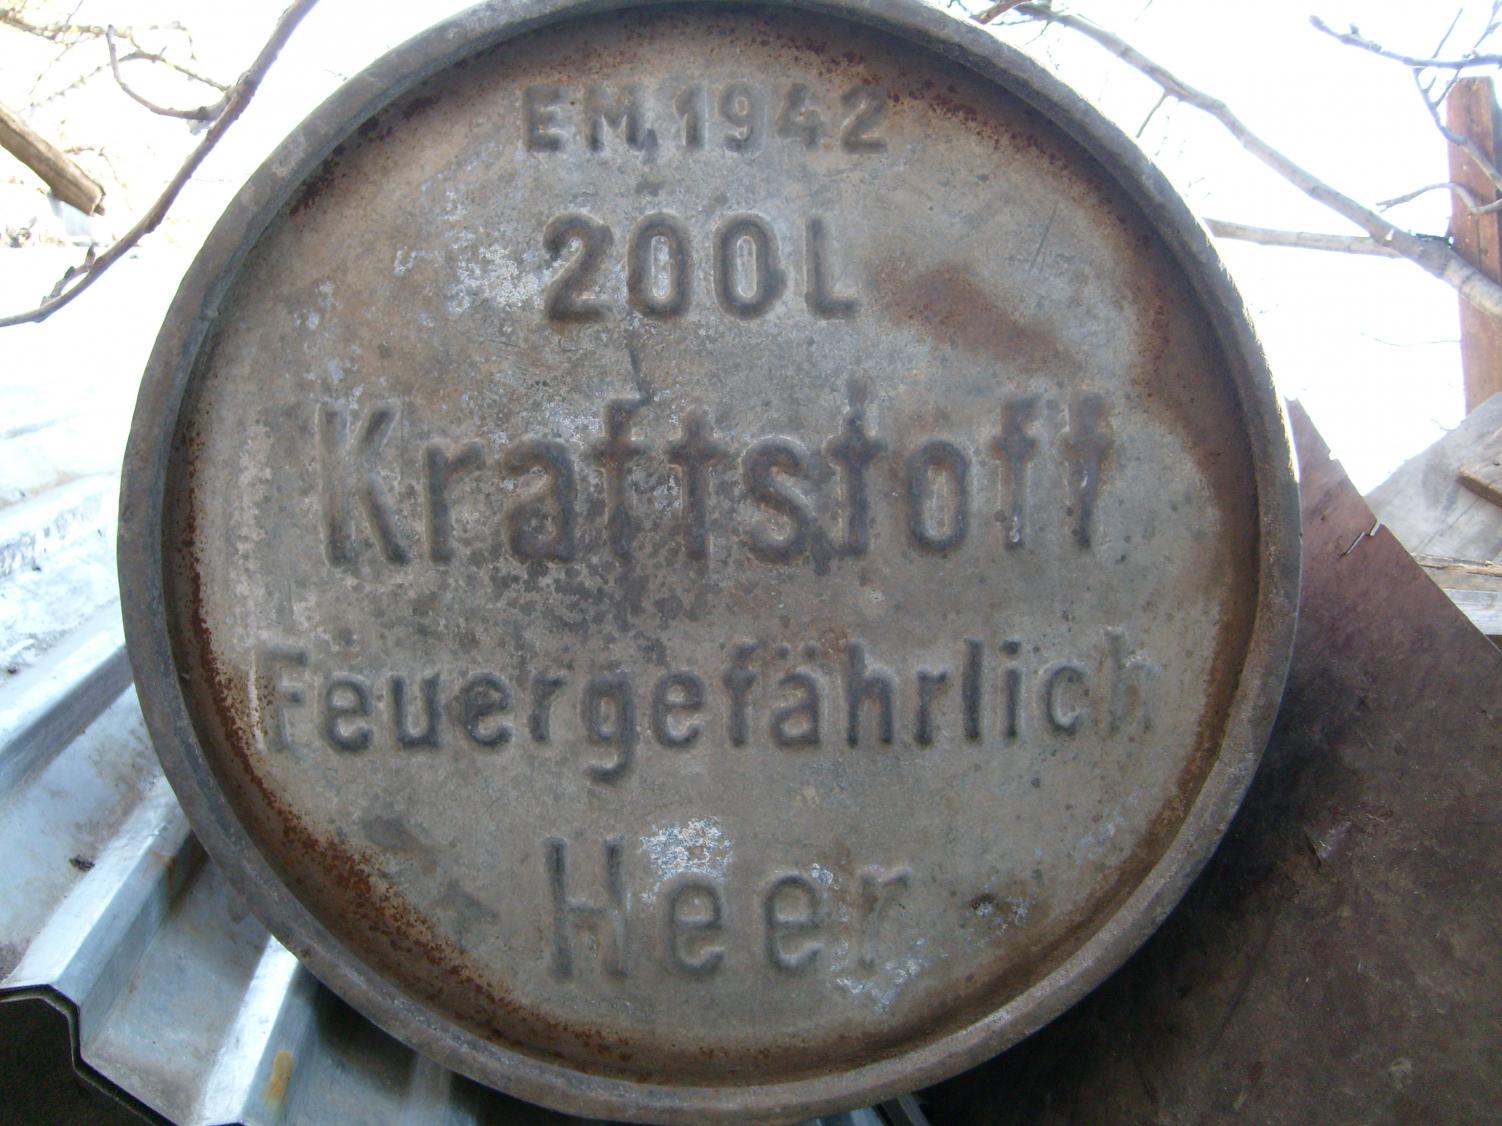 EM,1942
200L
Kraftstoff
Feuergefährlich
Heer